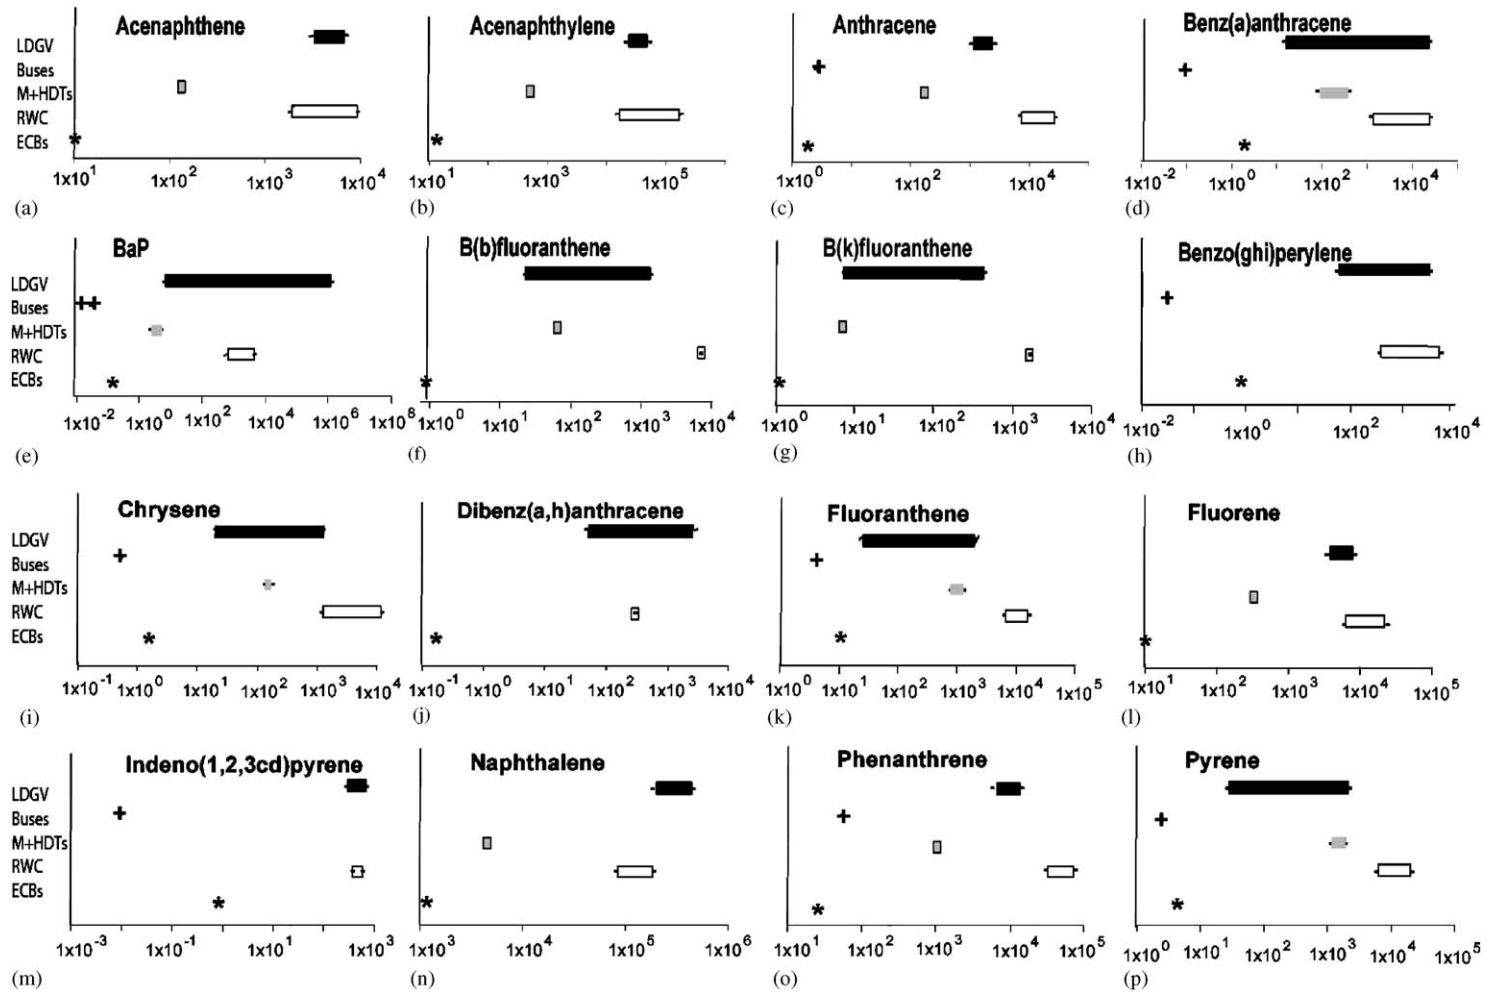 Acenaphthene Acenaphthylene Anthracene Benz(a)anthracene
LDGV
Buses
M+HDTs
RWC
ECBs
1x10^1 1x10^2 1x10^3 1x10^4 1x10^1 1x10^3 1x10^5 1x10^0 1x10^2 1x10^4 1x10^-2 1x10^0 1x10^2 1x10^4
(a) (b) (c) (d)
BaP B(b)fluoranthene B(k)fluoranthene Benzo(ghi)perylene
LDGV
Buses
M+HDTs
RWC
ECBs
1x10^-2 1x10^0 1x10^2 1x10^4 1x10^6 1x10^8 1x10^0 1x10^1 1x10^2 1x10^3 1x10^4 1x10^0 1x10^1 1x10^2 1x10^3 1x10^4 1x10^-2 1x10^0 1x10^2 1x10^4
(e) (f) (g) (h)
Chrysene Dibenz(a,h)anthracene Fluoranthene Fluorene
LDGV
Buses
M+HDTs
RWC
ECBs
1x10^-1 1x10^0 1x10^1 1x10^2 1x10^3 1x10^4 1x10^-1 1x10^0 1x10^1 1x10^2 1x10^3 1x10^4 1x10^0 1x10^1 1x10^2 1x10^3 1x10^4 1x10^5 1x10^1 1x10^2 1x10^3 1x10^4 1x10^5
(i) (j) (k) (l)
Indeno(1,2,3cd)pyrene Naphthalene Phenanthrene Pyrene
LDGV
Buses
M+HDTs
RWC
ECBs
1x10^-3 1x10^-1 1x10^1 1x10^3 1x10^3 1x10^4 1x10^5 1x10^6 1x10^1 1x10^2 1x10^3 1x10^4 1x10^5 1x10^0 1x10^1 1x10^2 1x10^3 1x10^4 1x10^5
(m) (n) (o) (p)